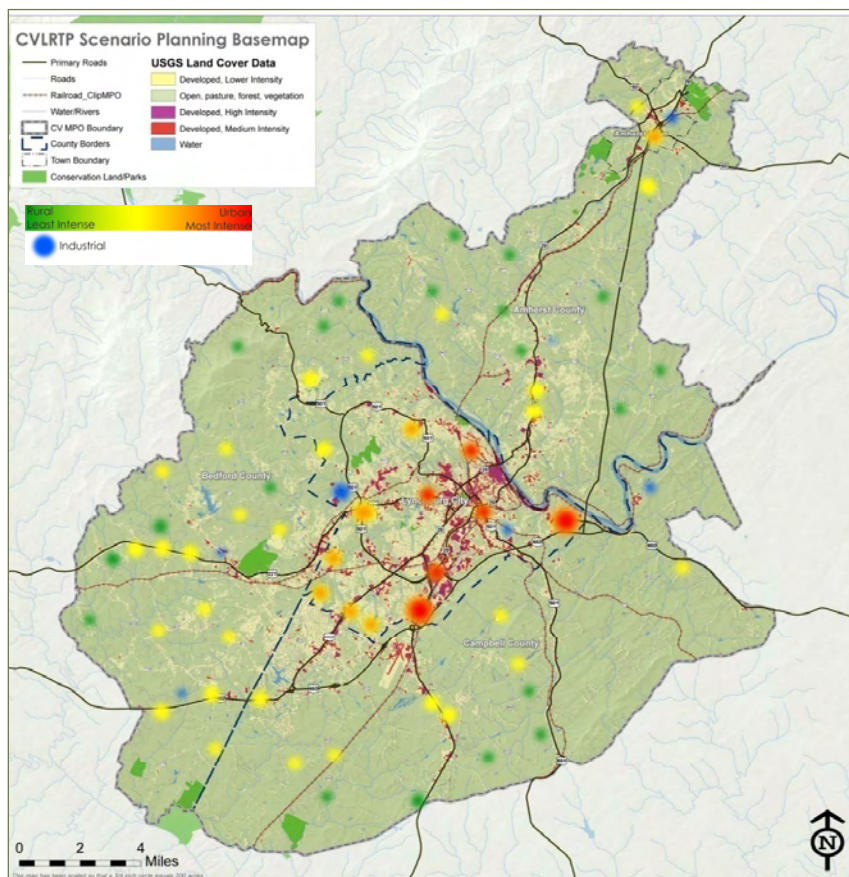 CVLRTP Scenario Planning Basemap
Primary Roads
Roads
Railroad_ClipMPO
Water/Rivers
CV MPO Boundary
County Borders
Town Boundary
Conservation Land/Parks
USGS Land Cover Data
Developed, Lower Intensity
Open, pasture, forest, vegetation
Developed, High Intensity
Developed, Medium Intensity
Water
Rural
Least Intense
Urban
Most Intense
Industrial
Amherst County
Bedford County
Campbell County
0 2 4
Miles
N